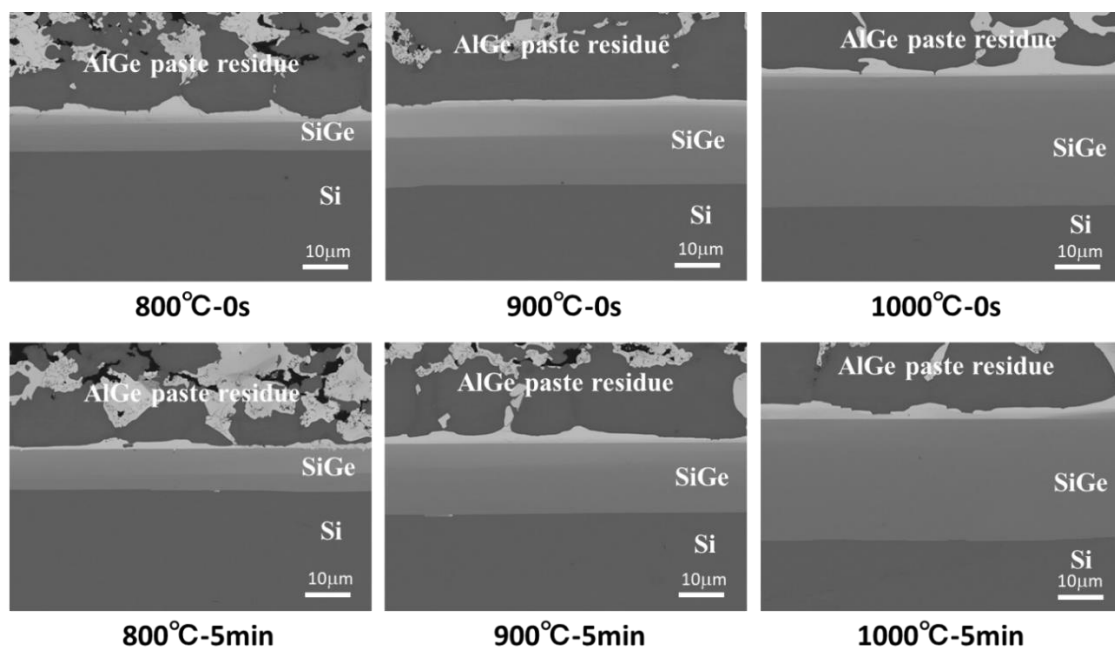 AlGe paste residue
SiGe
Si
10μm
800℃-0s
AlGe paste residue
SiGe
Si
10μm
900℃-0s
AlGe paste residue
SiGe
Si
10μm
1000℃-0s
AlGe paste residue
SiGe
Si
10μm
800℃-5min
AlGe paste residue
SiGe
Si
10μm
900℃-5min
AlGe paste residue
SiGe
Si
10μm
1000℃-5min